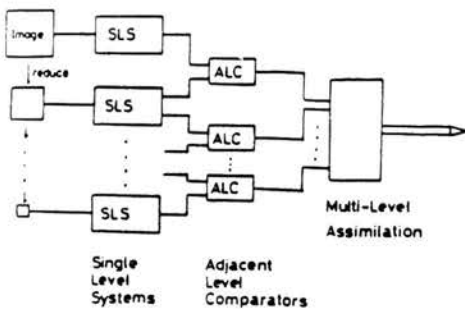 Image
SLS
reduce
ALC
SLS
ALC
ALC
SLS
Multi-Level
Assimilation
Single
Level
Systems
Adjacent
Level
Comparators